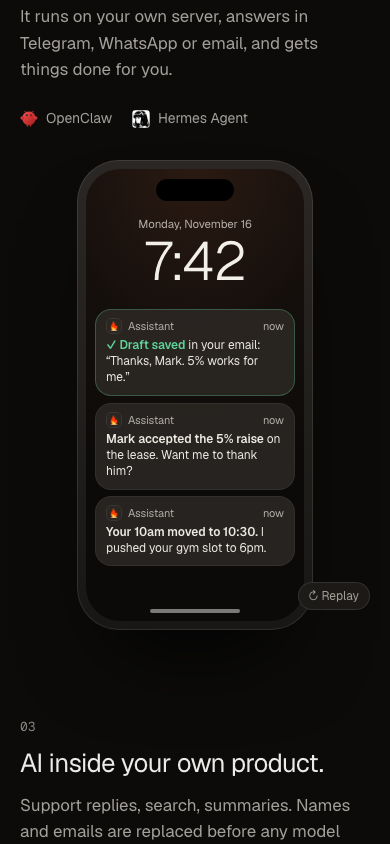 It runs on your own server, answers in
Telegram, WhatsApp or email, and gets
things done for you.
OpenClaw Hermes Agent
Monday, November 16
7:42
Assistant now
✓ Draft saved in your email:
“Thanks, Mark. 5% works for
me.”
Assistant now
Mark accepted the 5% raise on
the lease. Want me to thank
him?
Assistant now
Your 10am moved to 10:30. I
pushed your gym slot to 6pm.
Replay
03
AI inside your own product.
Support replies, search, summaries. Names
and emails are replaced before any model